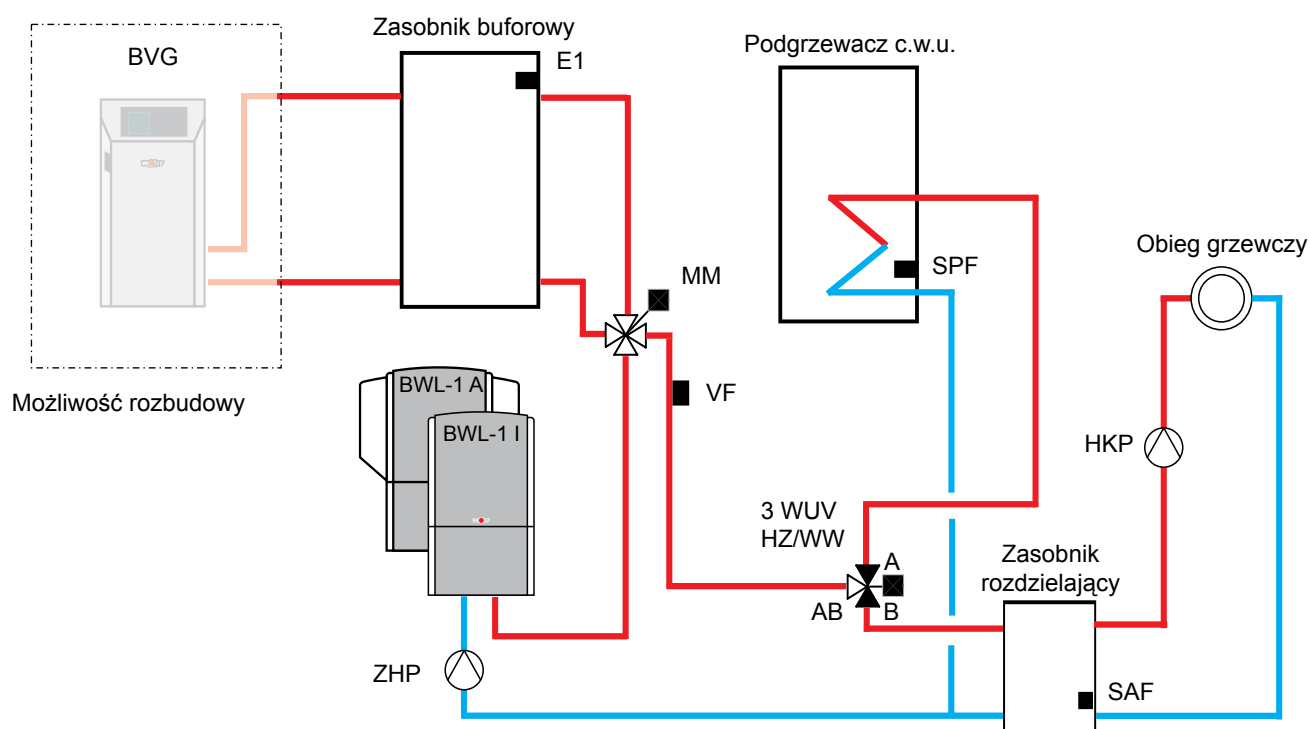 BVG
Zasobnik buforowy
E1
Podgrzewacz c.w.u.
SPF
Obieg grzewczy
MM
Możliwość rozbudowy
BWL-1 A
BWL-1 I
VF
HKP
3 WUV
HZ/WW
A
AB
B
Zasobnik
rozdzielający
ZHP
SAF